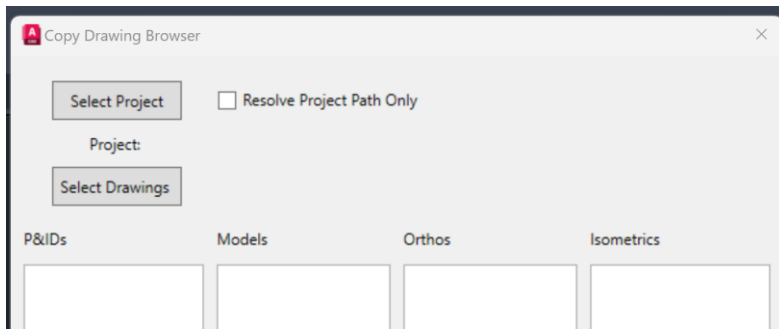 Copy Drawing Browser
Select Project
Resolve Project Path Only
Project:
Select Drawings
P&IDs
Models
Orthos
Isometrics